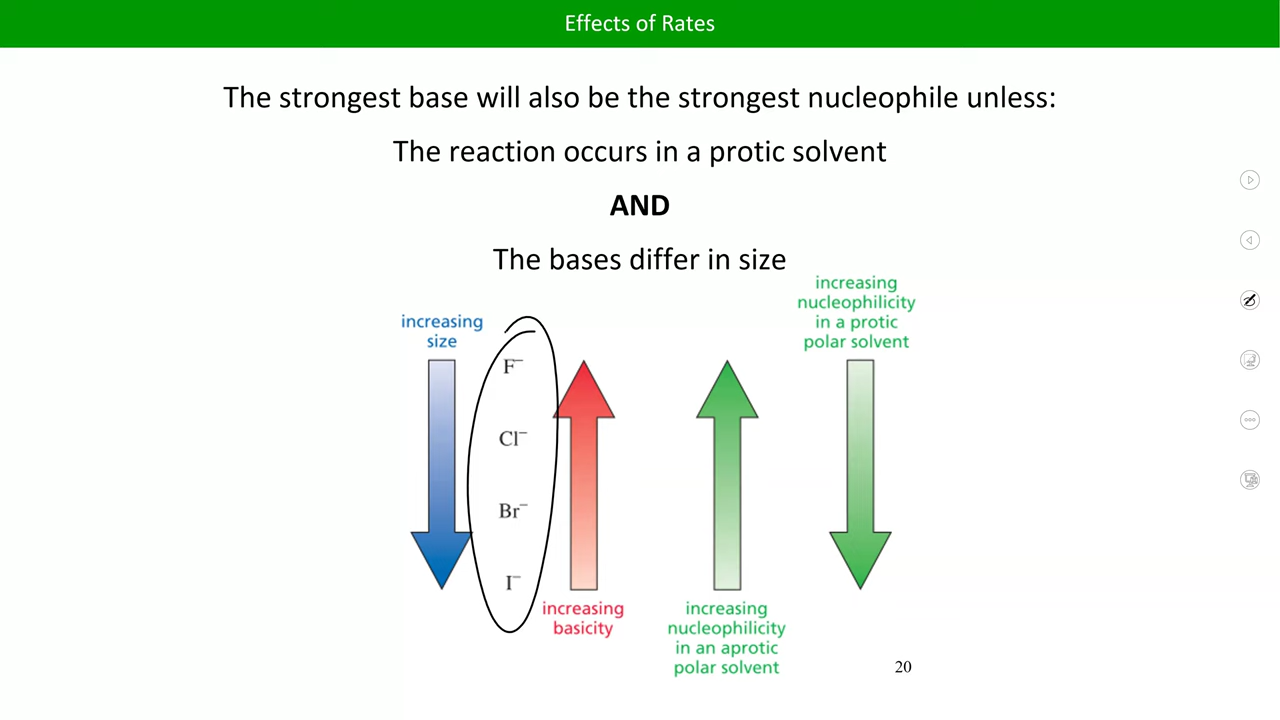 Effects of Rates
The strongest base will also be the strongest nucleophile unless:
The reaction occurs in a protic solvent
AND
The bases differ in size
increasing
nucleophilicity
in a protic
polar solvent
increasing
size
F⁻
Cl⁻
Br⁻
I⁻
increasing
basicity
increasing
nucleophilicity
in an aprotic
polar solvent
20